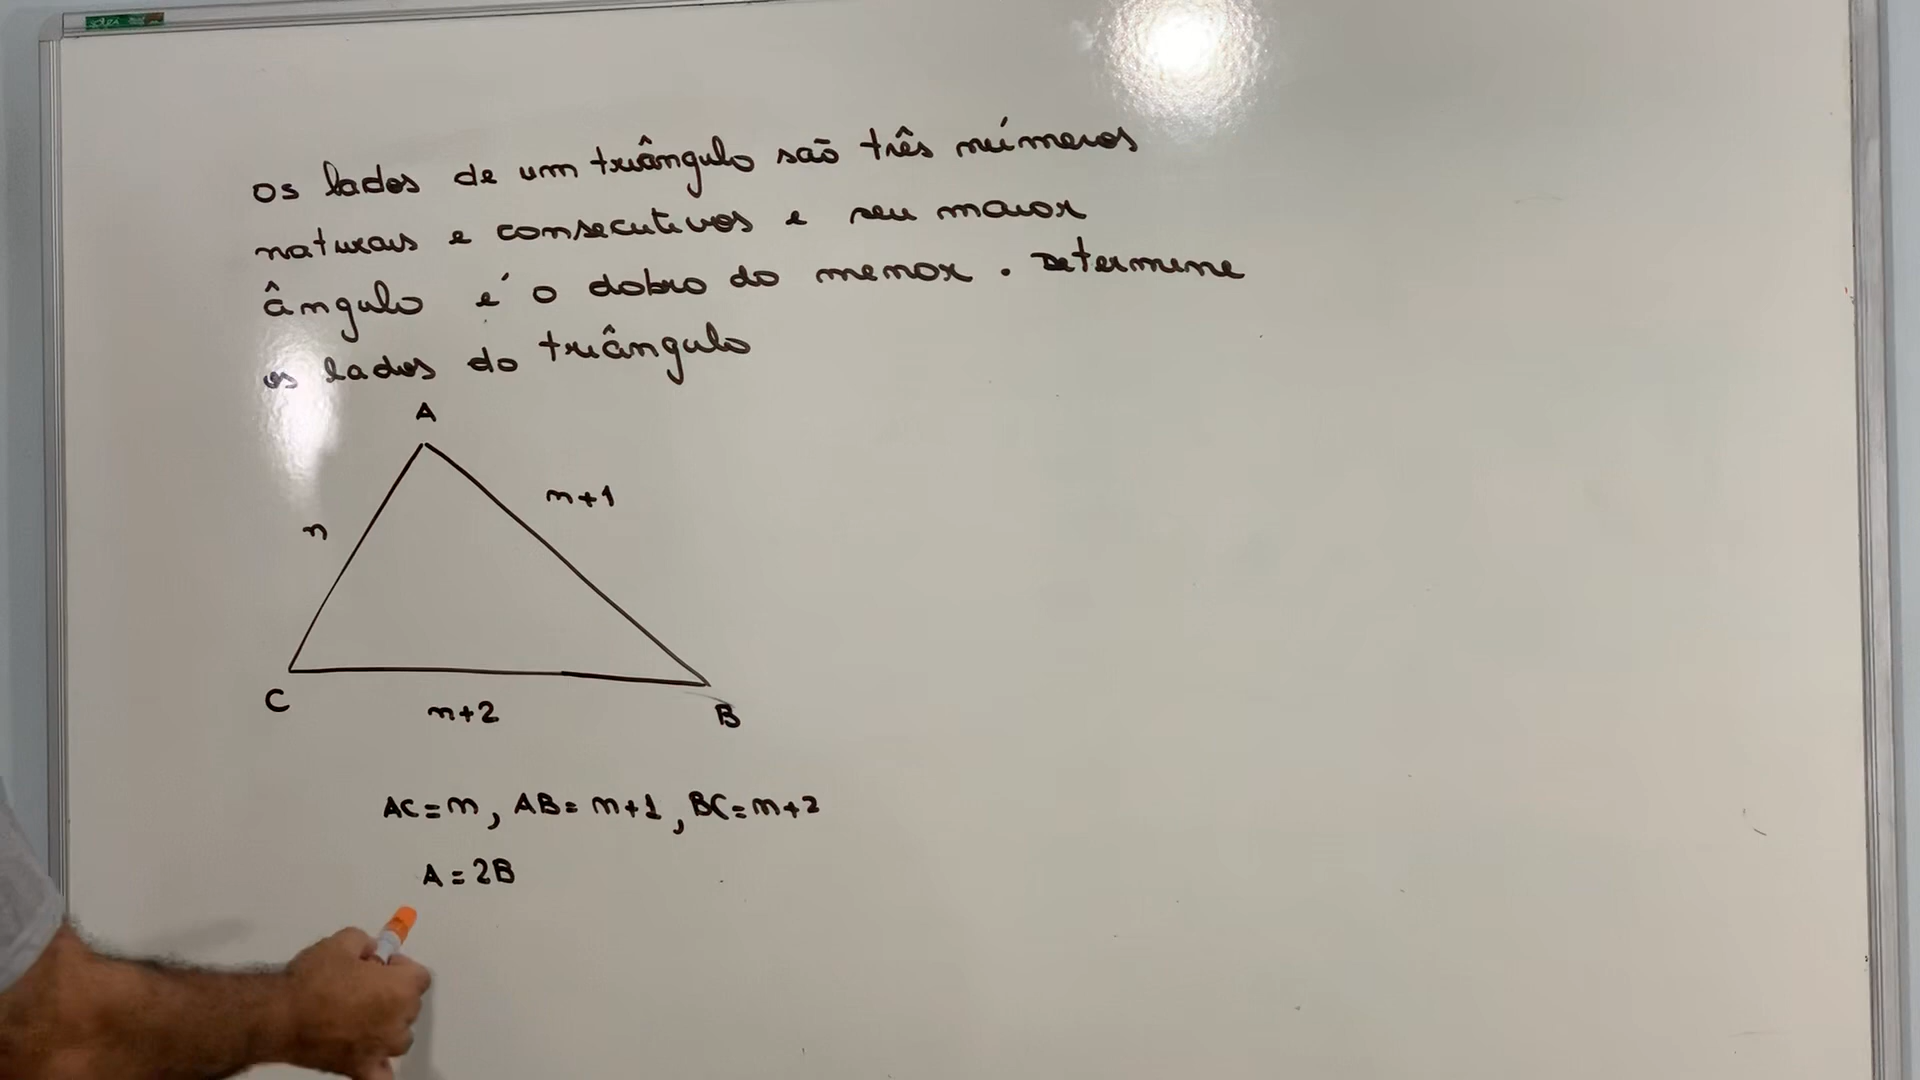 os lados de um triângulo são três números
naturais e consecutivos e seu maior
ângulo é o dobro do menor. Determine
os lados do triângulo
A
n
n+1
C
n+2
B
AC=n, AB=n+1, BC=n+2
A=2B